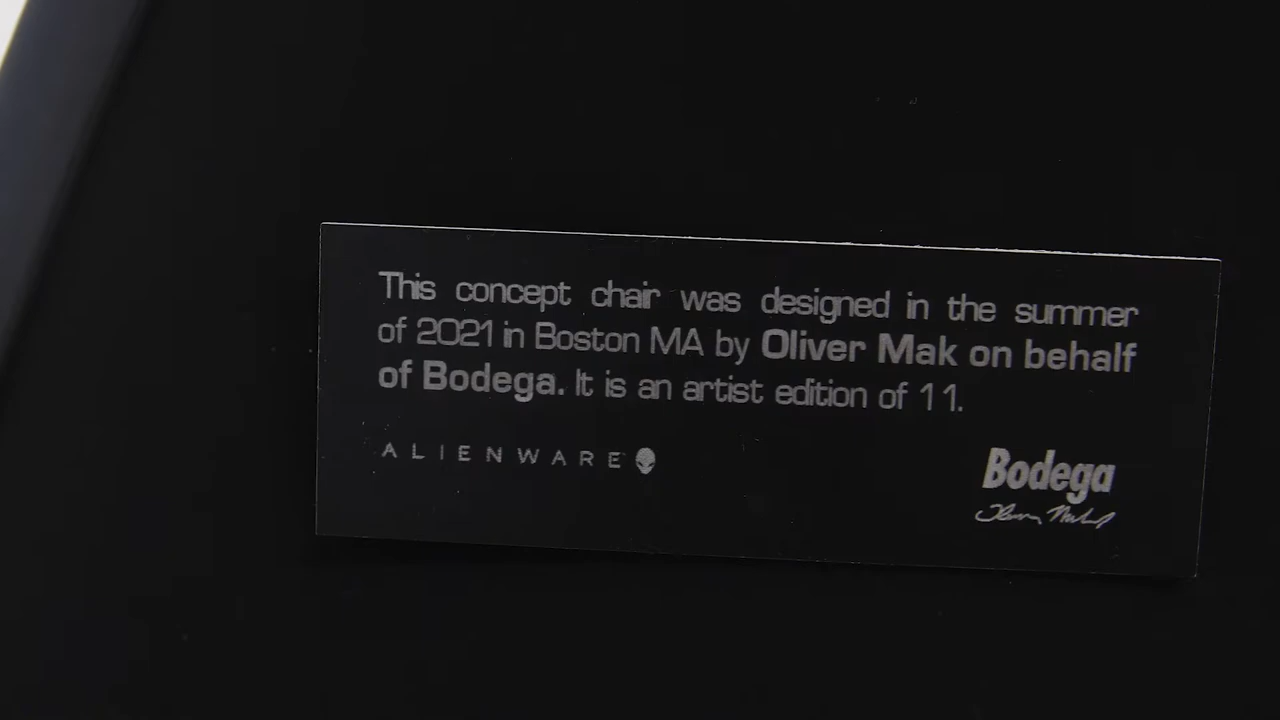 This concept chair was designed in the summer
of 2021 in Boston MA by Oliver Mak on behalf
of Bodega. It is an artist edition of 11.
ALIENWARE
Bodega